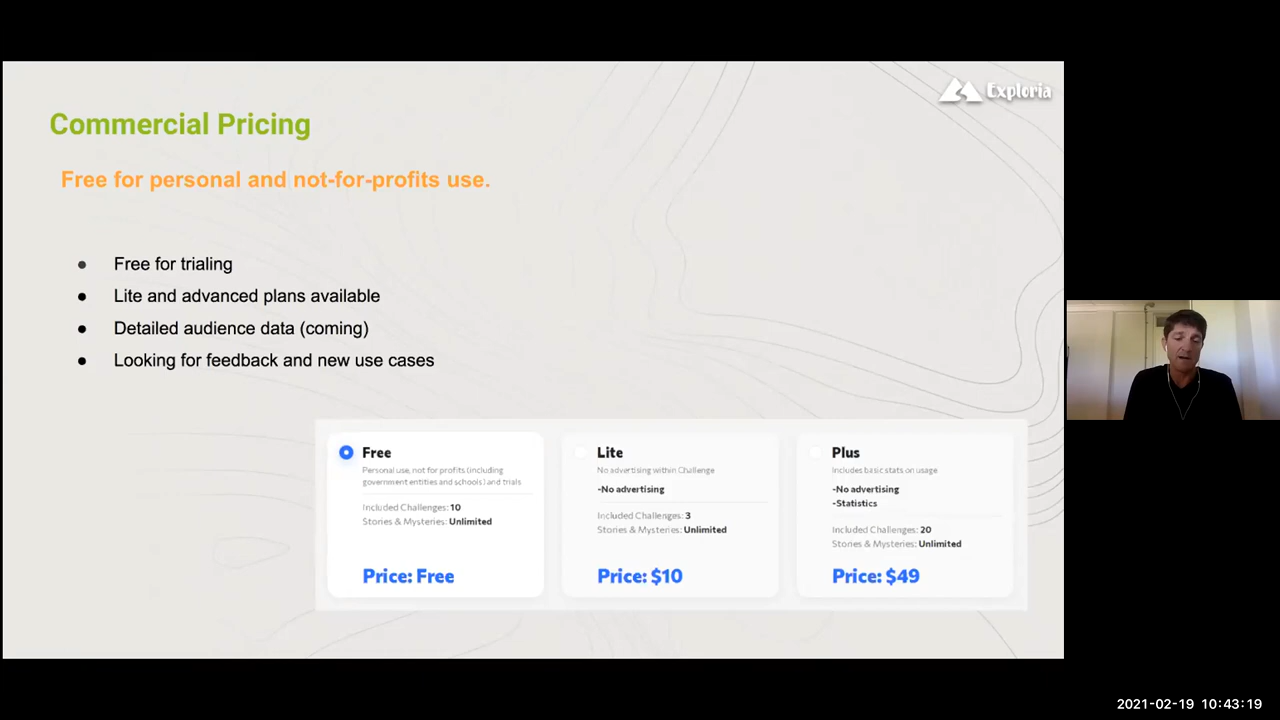 Exploria
Commercial Pricing
Free for personal and not-for-profits use.
● Free for trialing
● Lite and advanced plans available
● Detailed audience data (coming)
● Looking for feedback and new use cases
Free
Personal use, not for profits (including
government entities and schools) and trials
Included Challenges: 10
Stories & Mysteries: Unlimited
Price: Free
Lite
No advertising within Challenge
-No advertising
Included Challenges: 3
Stories & Mysteries: Unlimited
Price: $10
Plus
Includes basic stats on usage
-No advertising
-Statistics
Included Challenges: 20
Stories & Mysteries: Unlimited
Price: $49
2021-02-19 10:43:19